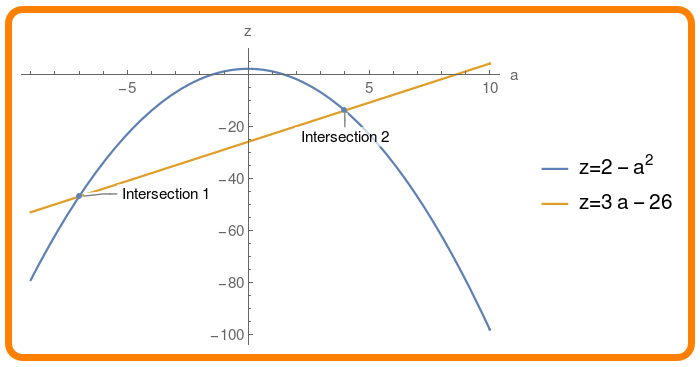 z
a
−5
5
10
−20
−40
−60
−80
−100
Intersection 1
Intersection 2
z=2 − a²
z=3 a − 26